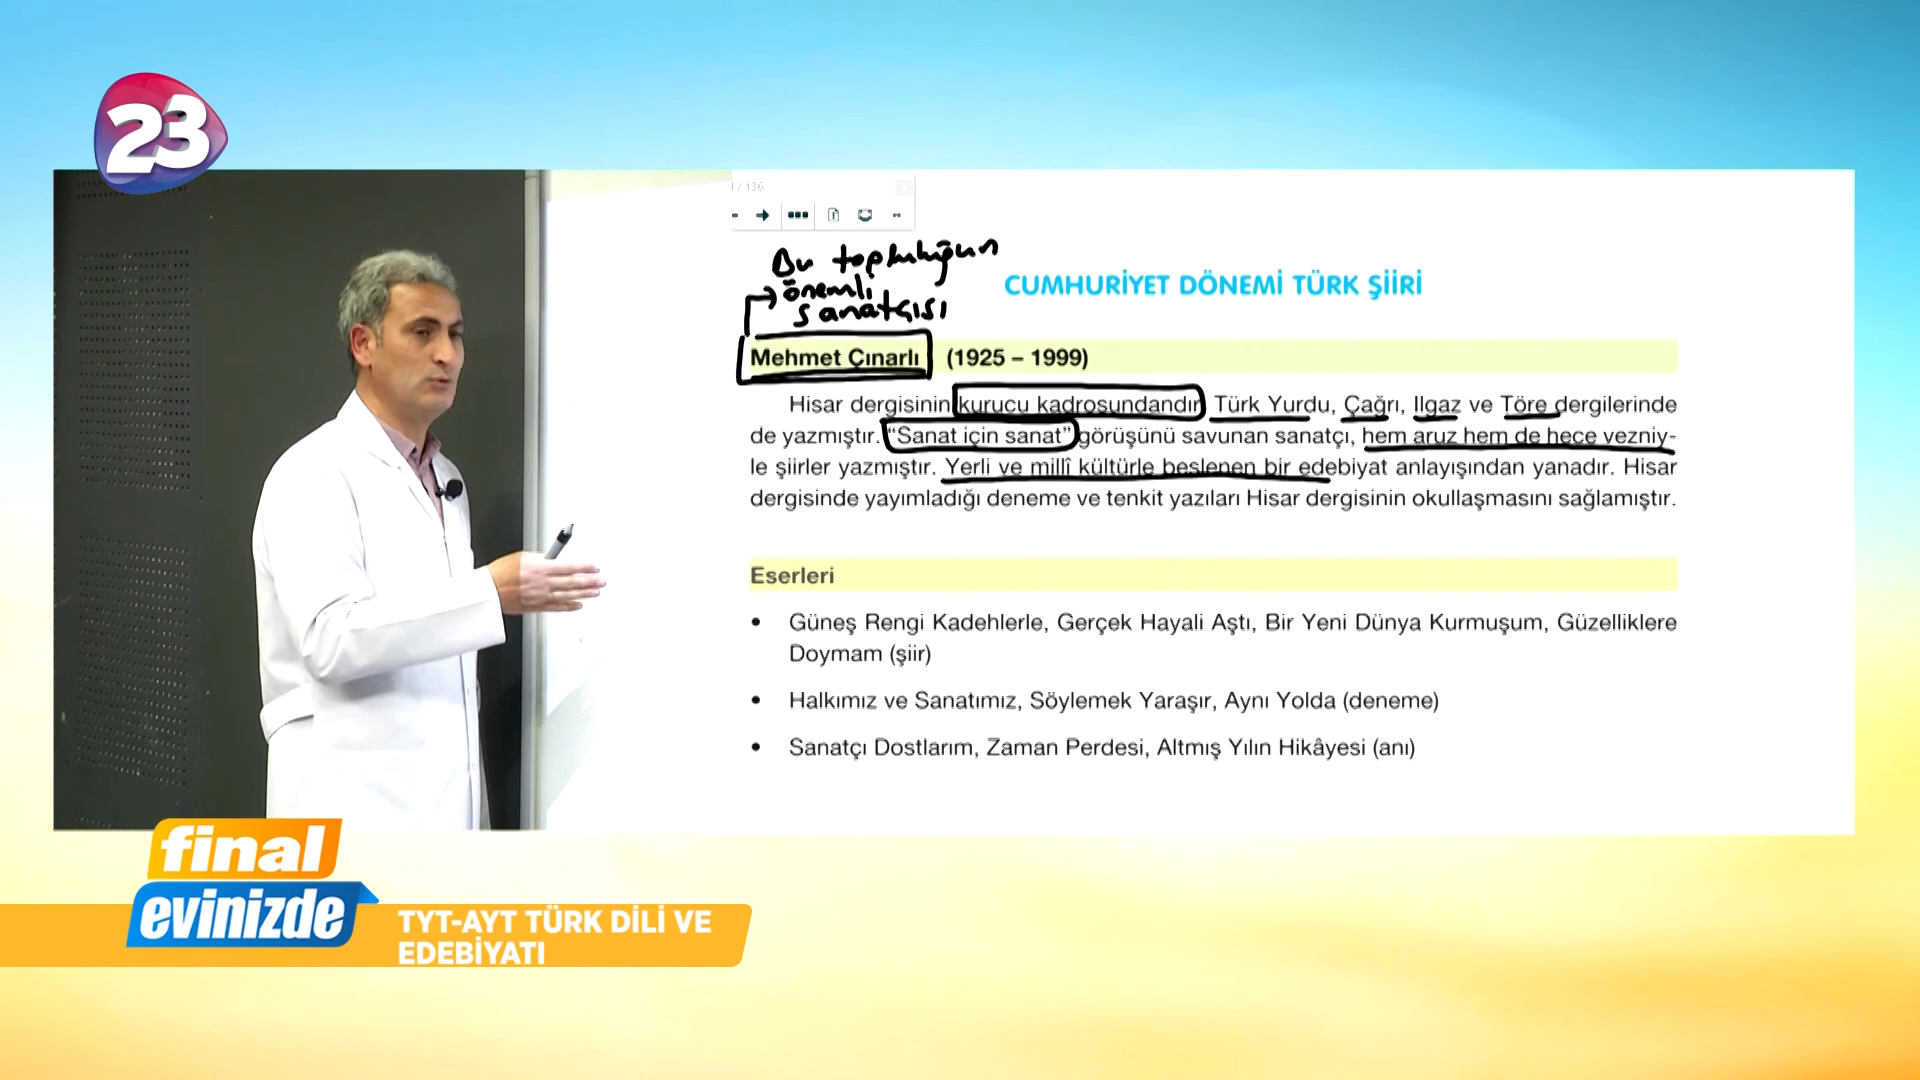 23
/ 136
Bu topluluğun
önemli
sanatçısı
CUMHURİYET DÖNEMİ TÜRK ŞİİRİ
Mehmet Çınarlı (1925 – 1999)
Hisar dergisinin kurucu kadrosundandır. Türk Yurdu, Çağrı, Ilgaz ve Töre dergilerinde
de yazmıştır. “Sanat için sanat” görüşünü savunan sanatçı, hem aruz hem de hece vezniy-
le şiirler yazmıştır. Yerli ve millî kültürle beslenen bir edebiyat anlayışından yanadır. Hisar
dergisinde yayımladığı deneme ve tenkit yazıları Hisar dergisinin okullaşmasını sağlamıştır.
Eserleri
• Güneş Rengi Kadehlerle, Gerçek Hayali Aştı, Bir Yeni Dünya Kurmuşum, Güzelliklere
Doymam (şiir)
• Halkımız ve Sanatımız, Söylemek Yaraşır, Aynı Yolda (deneme)
• Sanatçı Dostlarım, Zaman Perdesi, Altmış Yılın Hikâyesi (anı)
final
evinizde
TYT-AYT TÜRK DİLİ VE
EDEBİYATI